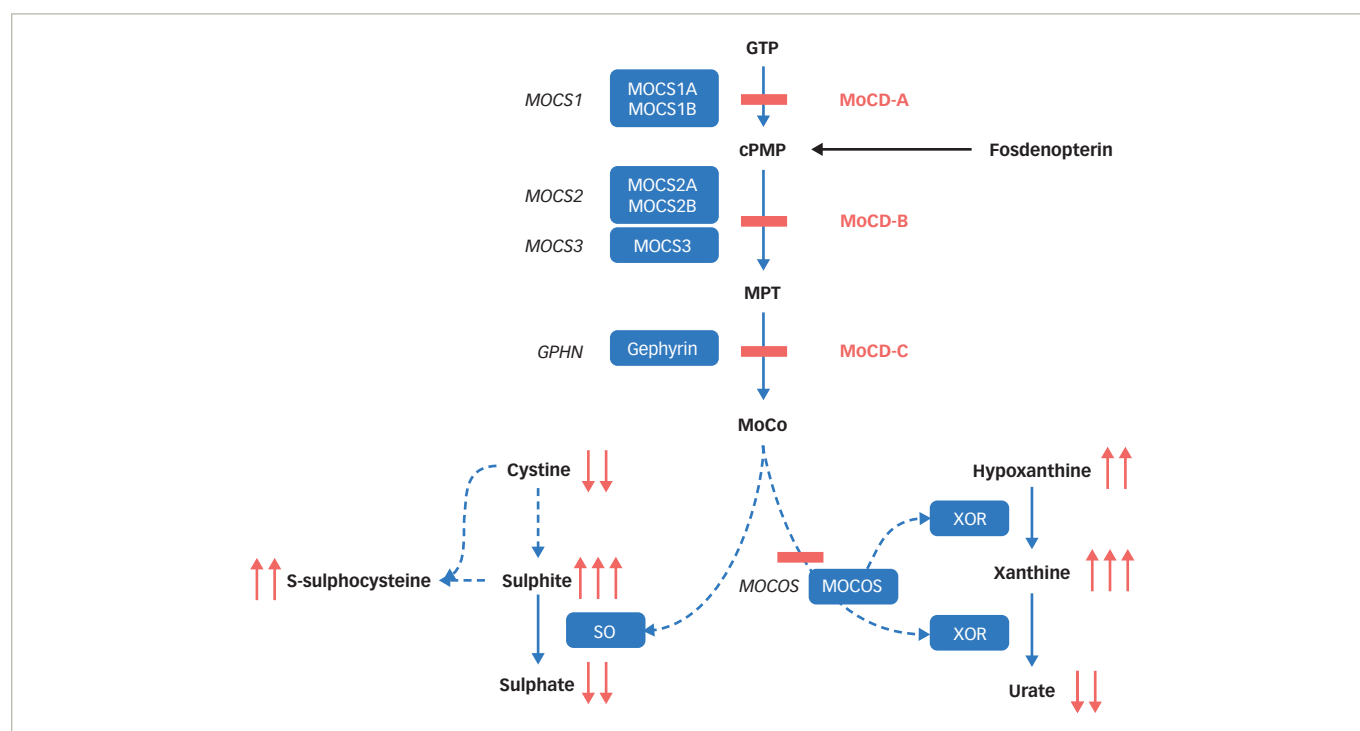 GTP
MOCS1
MOCS1A
MOCS1B
MoCD-A
cPMP
Fosdenopterin
MOCS2
MOCS2A
MOCS2B
MoCD-B
MOCS3
MOCS3
MPT
GPHN
Gephyrin
MoCD-C
MoCo
Cystine
Hypoxanthine
XOR
S-sulphocysteine
Sulphite
MOCOS
MOCOS
Xanthine
SO
XOR
Sulphate
Urate